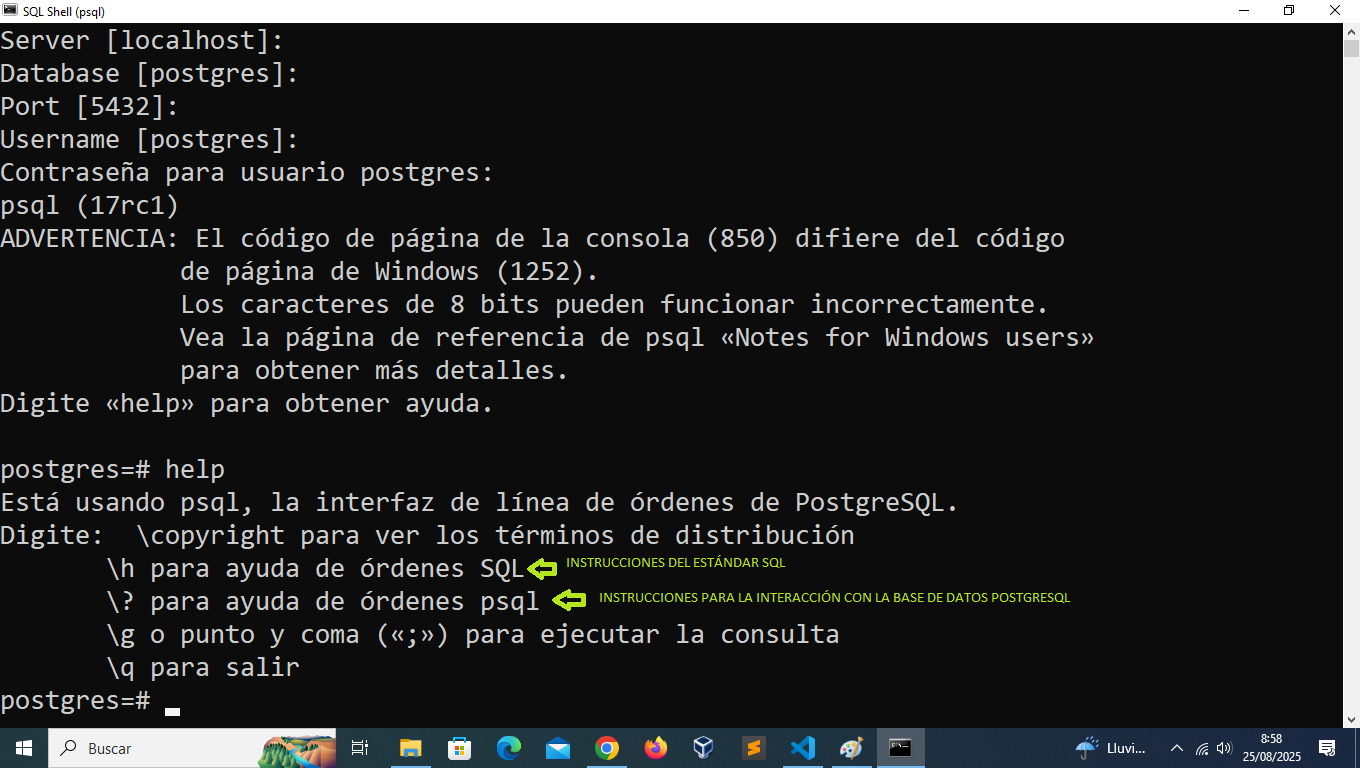 SQL Shell (psql)
Server [localhost]:
Database [postgres]:
Port [5432]:
Username [postgres]:
Contraseña para usuario postgres:
psql (17rc1)
ADVERTENCIA: El código de página de la consola (850) difiere del código
de página de Windows (1252).
Los caracteres de 8 bits pueden funcionar incorrectamente.
Vea la página de referencia de psql «Notes for Windows users»
para obtener más detalles.
Digite «help» para obtener ayuda.
postgres=# help
Está usando psql, la interfaz de línea de órdenes de PostgreSQL.
Digite:  \copyright para ver los términos de distribución
\h para ayuda de órdenes SQL INSTRUCCIONES DEL ESTÁNDAR SQL
\? para ayuda de órdenes psql INSTRUCCIONES PARA LA INTERACCIÓN CON LA BASE DE DATOS POSTGRESQL
\g o punto y coma («;») para ejecutar la consulta
\q para salir
postgres=#
Buscar
Lluvi...
8:58
25/08/2025